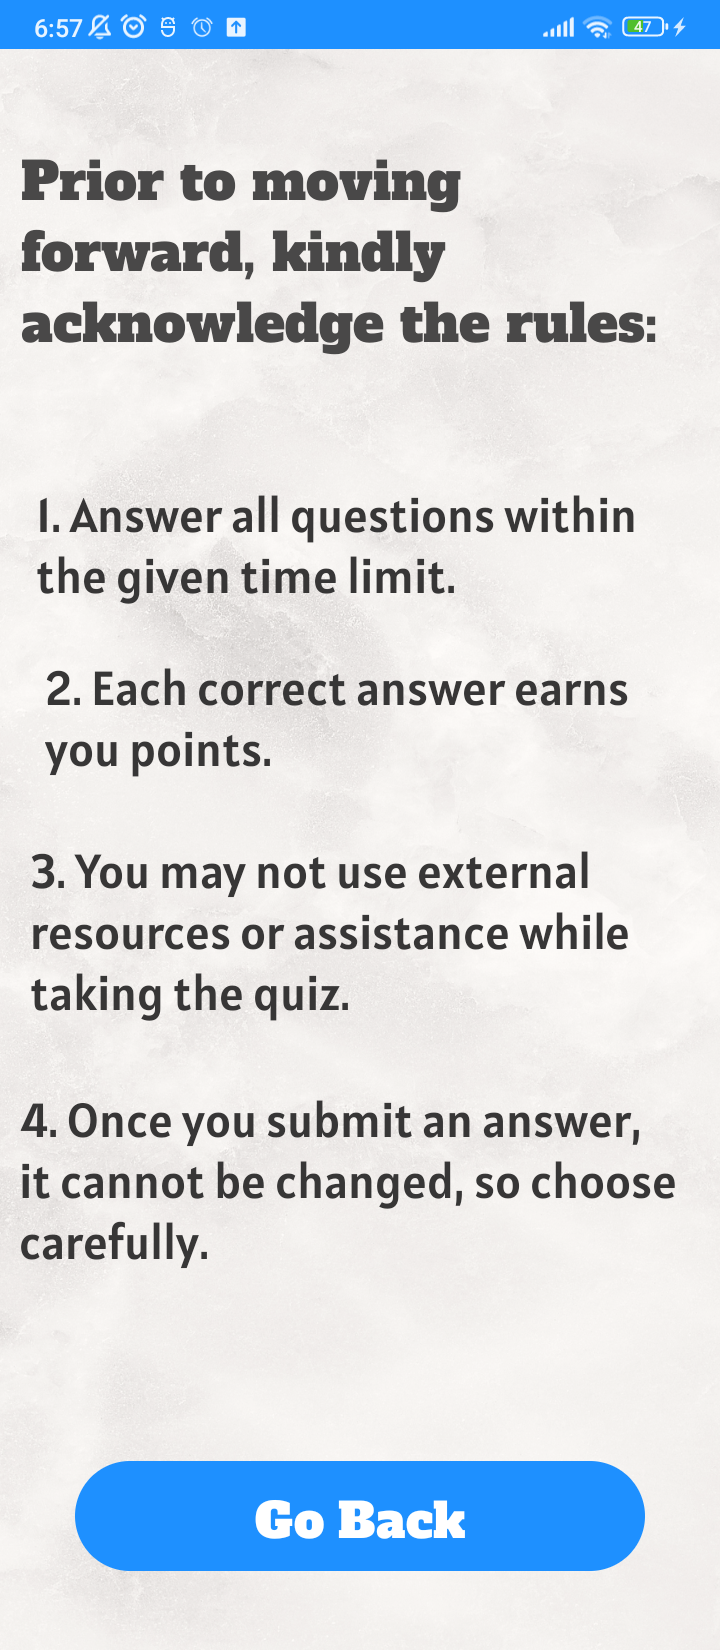 6:57
47
Prior to moving
forward, kindly
acknowledge the rules:
1. Answer all questions within
the given time limit.
2. Each correct answer earns
you points.
3. You may not use external
resources or assistance while
taking the quiz.
4. Once you submit an answer,
it cannot be changed, so choose
carefully.
Go Back